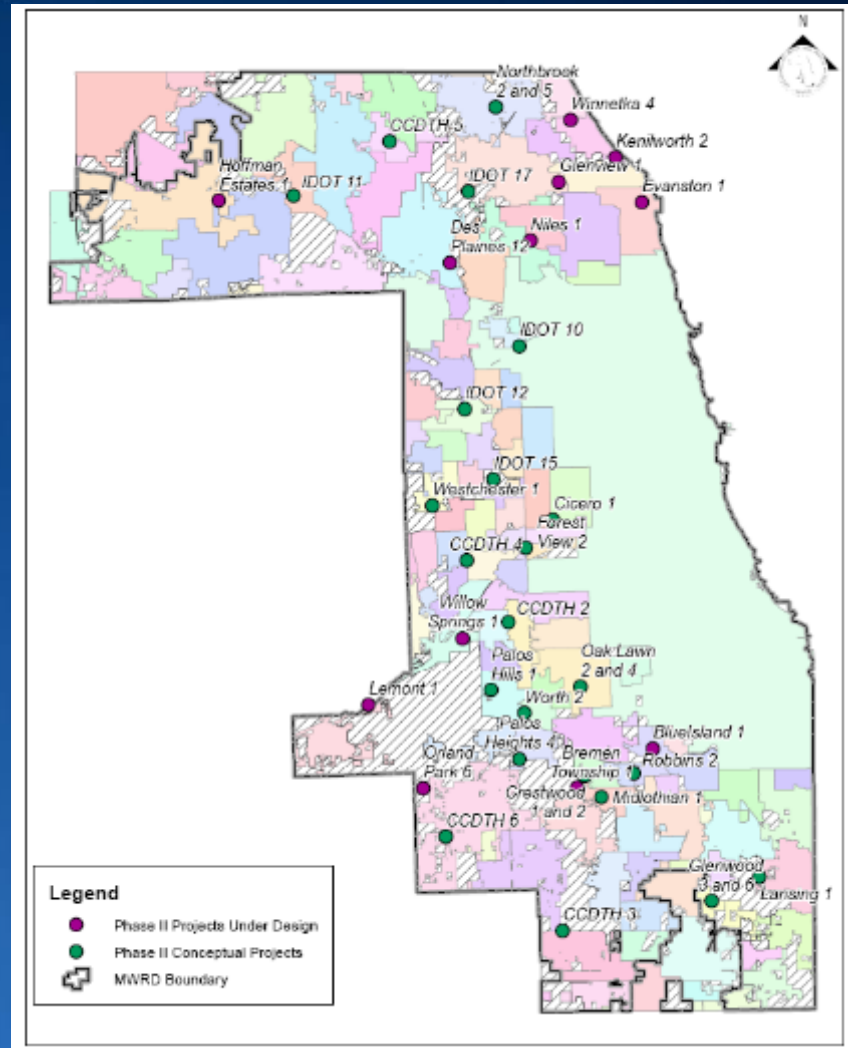 N
Northbrook
2 and 5
Winnetka 4
CCDTH 5
Kenilworth 2
Hoffman
Estates 1
IDOT 11
IDOT 17
Glenview 1
Evanston 1
Des
Plaines 12
Niles 1
IDOT 10
IDOT 12
IDOT 15
Westchester 1
Cicero 1
Forest
View 2
CCDTH 4
Willow
Springs 1
CCDTH 2
Palos
Hills 1
Oak Lawn
2 and 4
Lemont 1
Worth 2
Palos
Heights 4
BlueIsland 1
Orland
Park 6
Bremen
Township 1
Robbins 2
Crestwood
1 and 2
Midlothian 1
CCDTH 6
Glenwood
3 and 6
Lansing 1
CCDTH 3
Legend
Phase II Projects Under Design
Phase II Conceptual Projects
MWRD Boundary